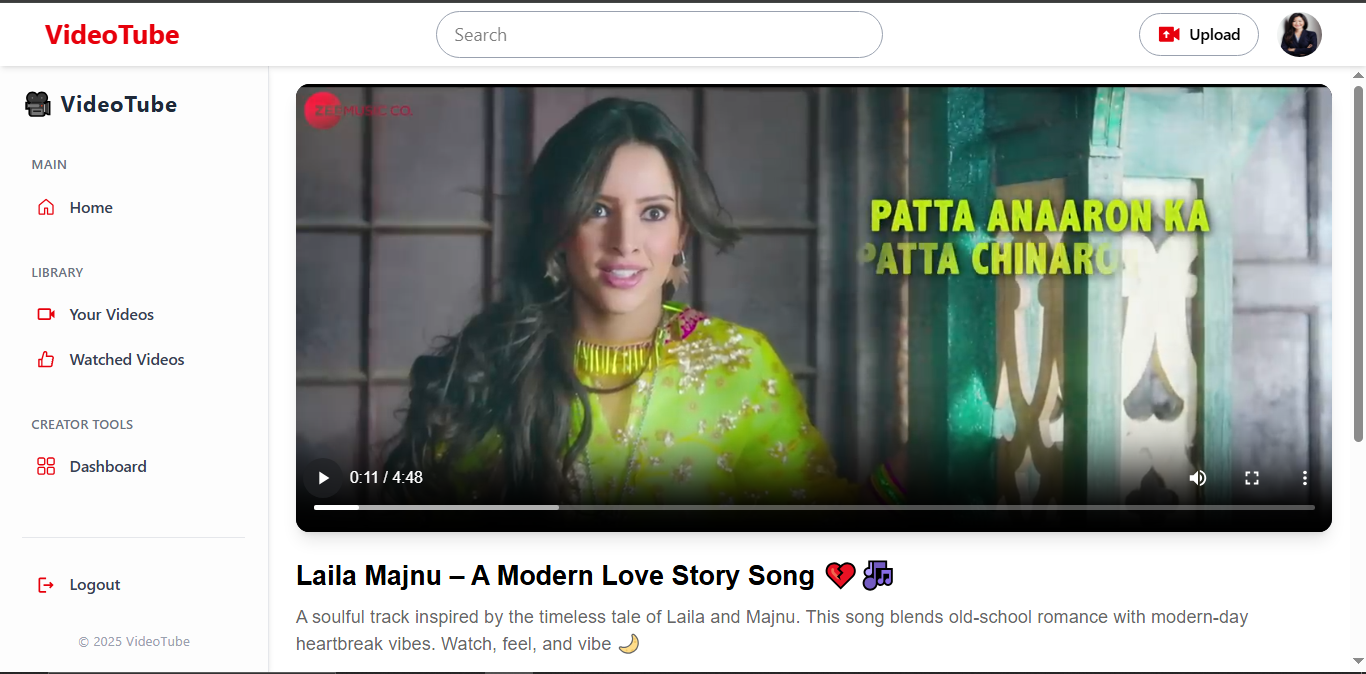 VideoTube
Search
Upload
VideoTube
MAIN
Home
LIBRARY
Your Videos
Watched Videos
CREATOR TOOLS
Dashboard
Logout
© 2025 VideoTube
ZEE MUSIC CO.
PATTA ANAARON KA
PATTA CHINARO
0:11 / 4:48
Laila Majnu – A Modern Love Story Song 💔🎶
A soulful track inspired by the timeless tale of Laila and Majnu. This song blends old-school romance with modern-day
heartbreak vibes. Watch, feel, and vibe 🌙